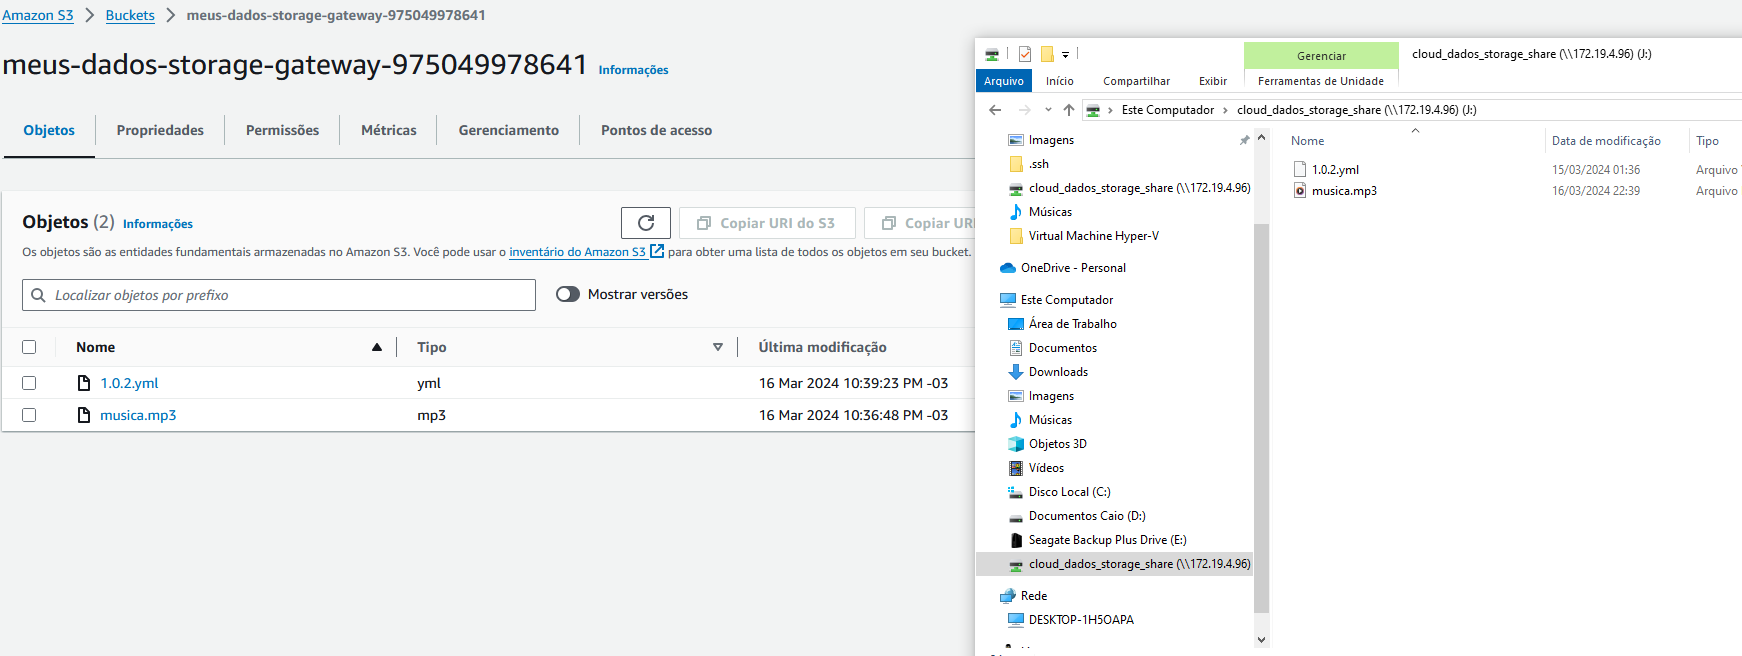 Amazon S3 > Buckets > meus-dados-storage-gateway-975049978641
meus-dados-storage-gateway-975049978641 Informações
Objetos Propriedades Permissões Métricas Gerenciamento Pontos de acesso
Objetos (2) Informações
Copiar URI do S3 Copiar URI
Os objetos são as entidades fundamentais armazenadas no Amazon S3. Você pode usar o inventário do Amazon S3 para obter uma lista de todos os objetos em seu bucket.
Localizar objetos por prefixo Mostrar versões
Nome Tipo Última modificação
1.0.2.yml yml 16 Mar 2024 10:39:23 PM -03
musica.mp3 mp3 16 Mar 2024 10:36:48 PM -03
Gerenciar cloud_dados_storage_share (\\172.19.4.96) (J:)
Arquivo Início Compartilhar Exibir Ferramentas de Unidade
Este Computador > cloud_dados_storage_share (\\172.19.4.96) (J:)
Imagens
.ssh
cloud_dados_storage_share (\\172.19.4.96)
Músicas
Virtual Machine Hyper-V
OneDrive - Personal
Este Computador
Área de Trabalho
Documentos
Downloads
Imagens
Músicas
Objetos 3D
Vídeos
Disco Local (C:)
Documentos Caio (D:)
Seagate Backup Plus Drive (E:)
cloud_dados_storage_share (\\172.19.4.96)
Rede
DESKTOP-1H5OAPA
Nome Data de modificação Tipo
1.0.2.yml 15/03/2024 01:36 Arquivo
musica.mp3 16/03/2024 22:39 Arquivo